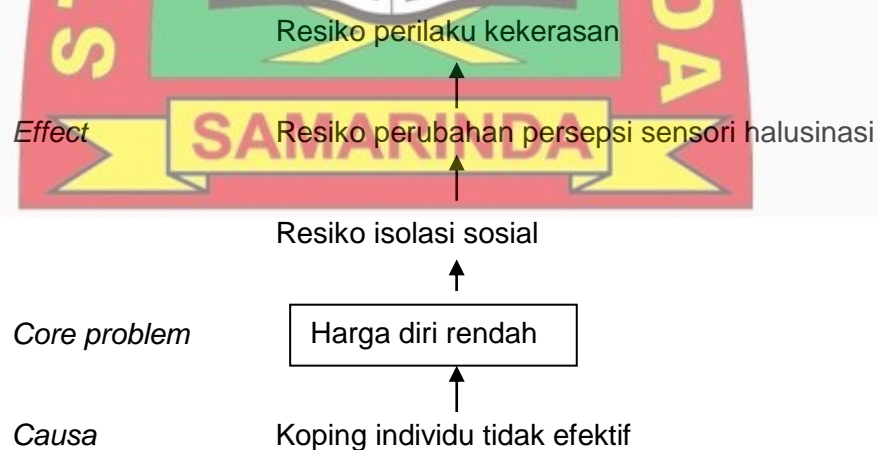 Resiko perilaku kekerasan
Effect Resiko perubahan persepsi sensori halusinasi
SAMARINDA
Resiko isolasi sosial
Core problem Harga diri rendah
Causa Koping individu tidak efektif